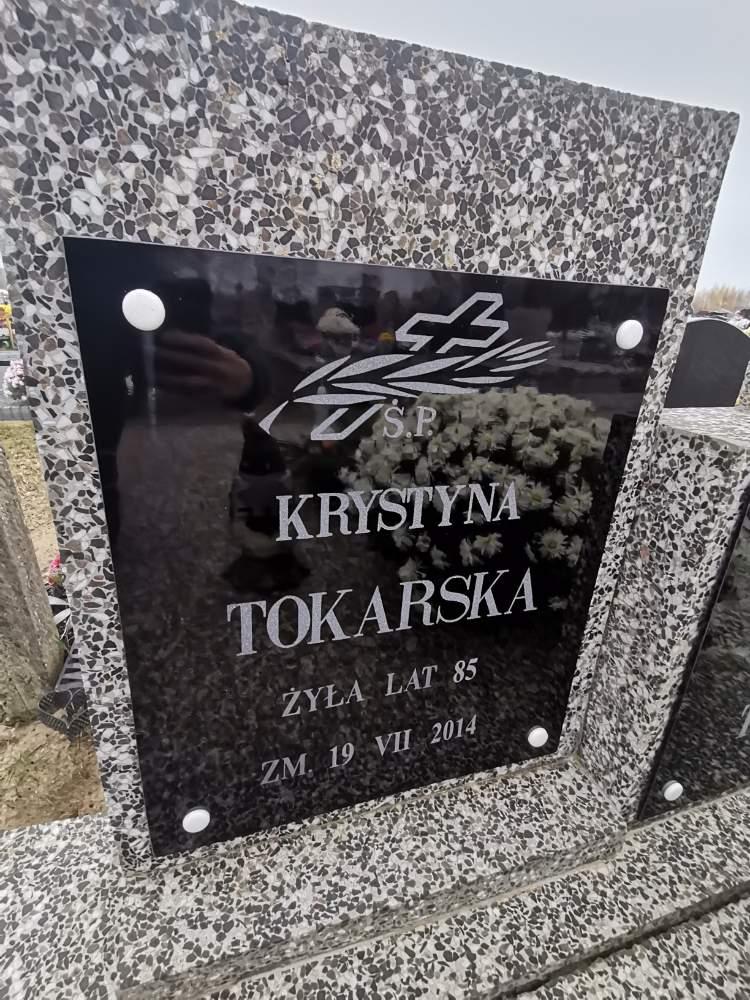 Ś.P.
KRYSTYNA
TOKARSKA
ŻYŁA LAT 85
ZM. 19 VII 2014